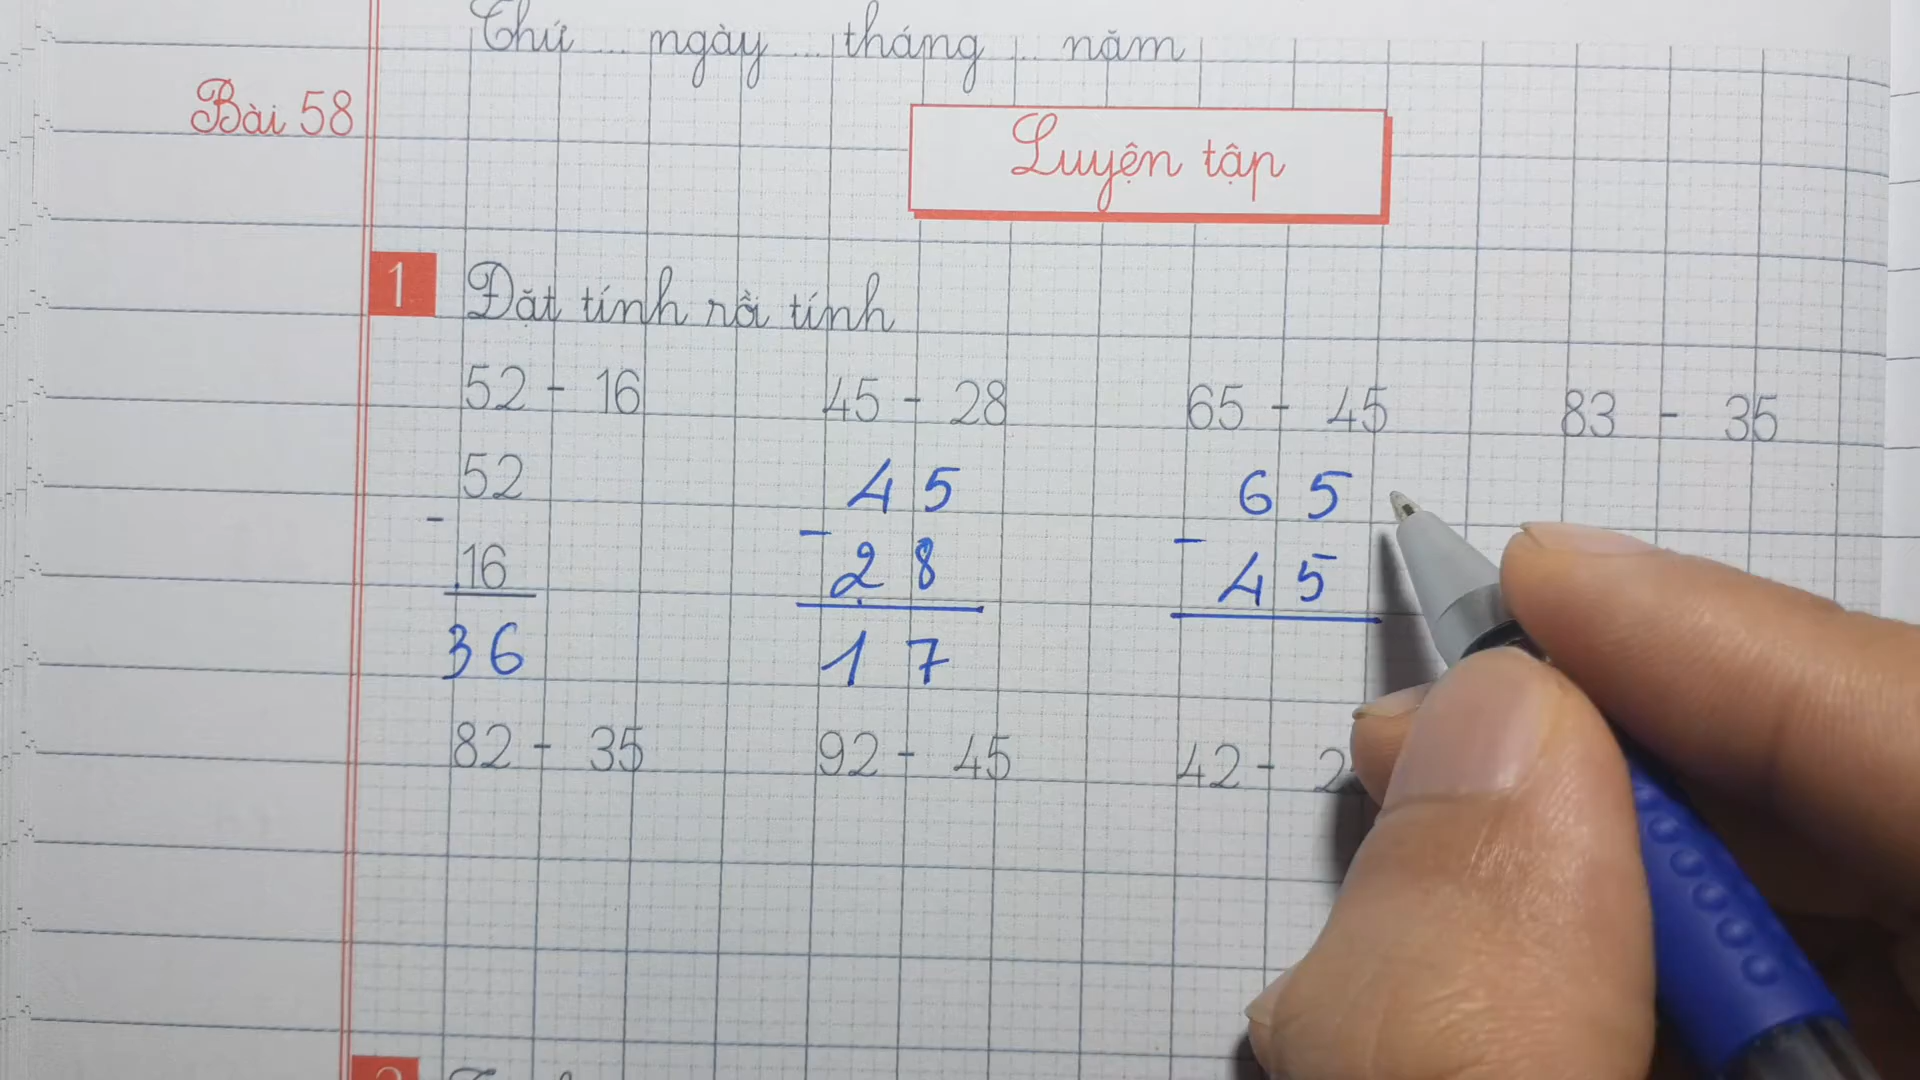 Thứ ... ngày ... tháng ... năm
Bài 58
Luyện tập
1 Đặt tính rồi tính
52 - 16 45 - 28 65 - 45 83 - 35
52 45 65
- - -
16 28 45
36 17
82 - 35 92 - 45 42 - 2